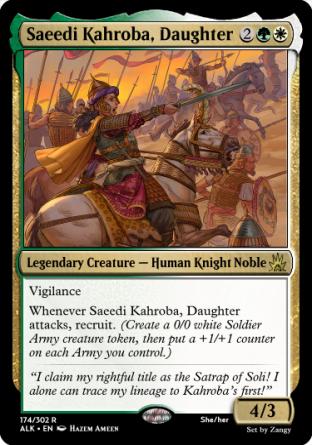 Saeedi Kahroba, Daughter 2
Legendary Creature — Human Knight Noble
Vigilance
Whenever Saeedi Kahroba, Daughter
attacks, recruit. (Create a 0/0 white Soldier
Army creature token, then put a +1/+1 counter
on each Army you control.)
"I claim my rightful title as the Satrap of Soli! I
alone can trace my lineage to Kahroba's first!"
4/3
174/302 R
She/her
ALK • EN HAZEM AMEEN
Set by Zangy